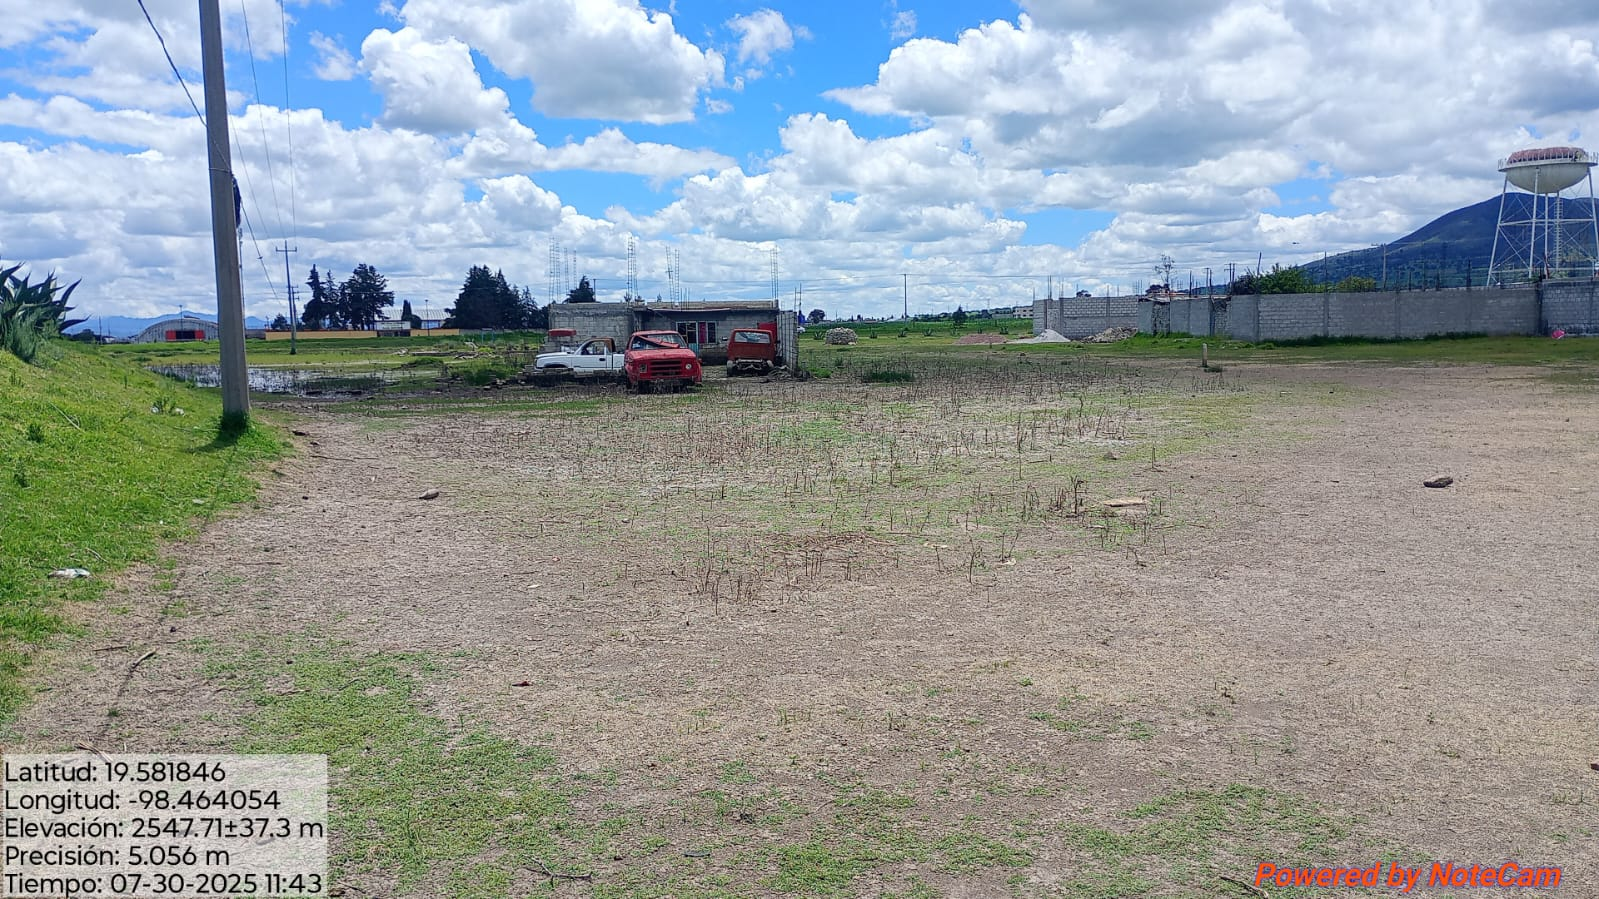 Latitud: 19.581846
Longitud: -98.464054
Elevación: 2547.71±37.3 m
Precisión: 5.056 m
Tiempo: 07-30-2025 11:43
Powered by NoteCam